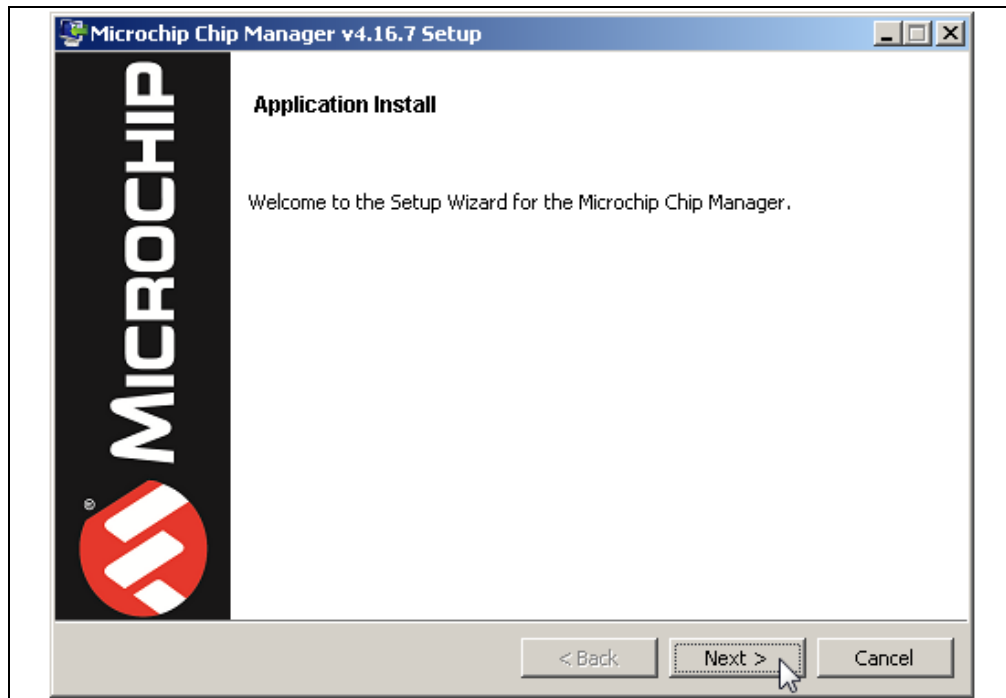 Microchip Chip Manager v4.16.7 Setup
MICROCHIP
®
Application Install
Welcome to the Setup Wizard for the Microchip Chip Manager.
< Back
Next >
Cancel